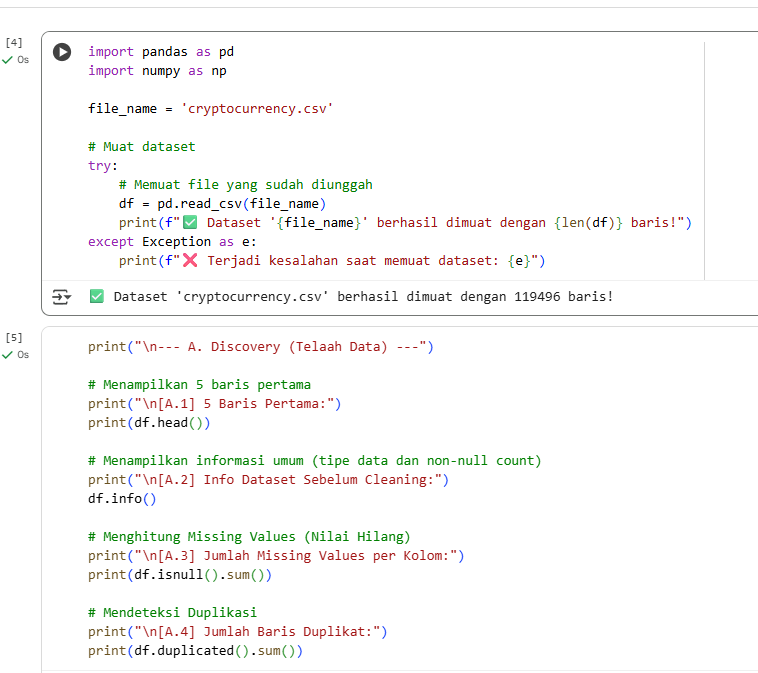 [4]
0s
import pandas as pd
import numpy as np
file_name = 'cryptocurrency.csv'
# Muat dataset
try:
# Memuat file yang sudah diunggah
df = pd.read_csv(file_name)
print(f"✅ Dataset '{file_name}' berhasil dimuat dengan {len(df)} baris!")
except Exception as e:
print(f"❌ Terjadi kesalahan saat memuat dataset: {e}")
✅ Dataset 'cryptocurrency.csv' berhasil dimuat dengan 119496 baris!
[5]
0s
print("\n--- A. Discovery (Telaah Data) ---")
# Menampilkan 5 baris pertama
print("\n[A.1] 5 Baris Pertama:")
print(df.head())
# Menampilkan informasi umum (tipe data dan non-null count)
print("\n[A.2] Info Dataset Sebelum Cleaning:")
df.info()
# Menghitung Missing Values (Nilai Hilang)
print("\n[A.3] Jumlah Missing Values per Kolom:")
print(df.isnull().sum())
# Mendeteksi Duplikasi
print("\n[A.4] Jumlah Baris Duplikat:")
print(df.duplicated().sum())